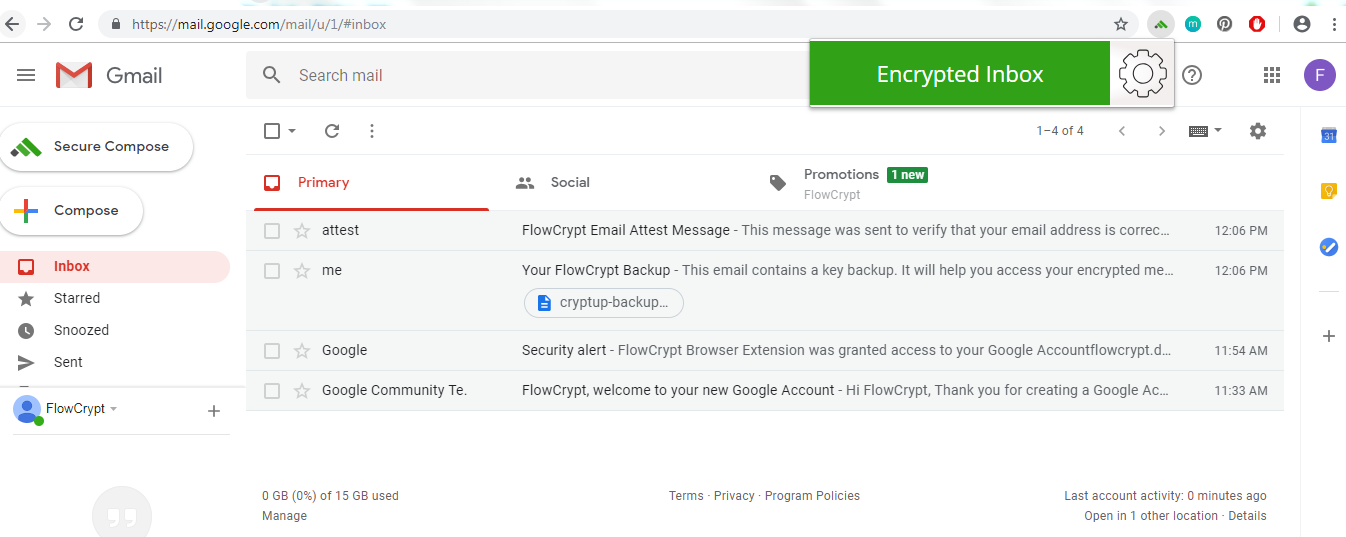 https://mail.google.com/mail/u/1/#inbox
m
Gmail
Search mail
Encrypted Inbox
F
Secure Compose
1–4 of 4
31
Primary
Social
Promotions 1 new
FlowCrypt
Compose
attest FlowCrypt Email Attest Message - This message was sent to verify that your email address is correc... 12:06 PM
Inbox
me Your FlowCrypt Backup - This email contains a key backup. It will help you access your encrypted me... 12:06 PM
Starred
cryptup-backup...
Snoozed
Google Security alert - FlowCrypt Browser Extension was granted access to your Google Accountflowcrypt.d... 11:54 AM
Sent
Google Community Te. FlowCrypt, welcome to your new Google Account - Hi FlowCrypt, Thank you for creating a Google Ac... 11:33 AM
FlowCrypt
0 GB (0%) of 15 GB used
Manage
Terms · Privacy · Program Policies
Last account activity: 0 minutes ago
Open in 1 other location · Details